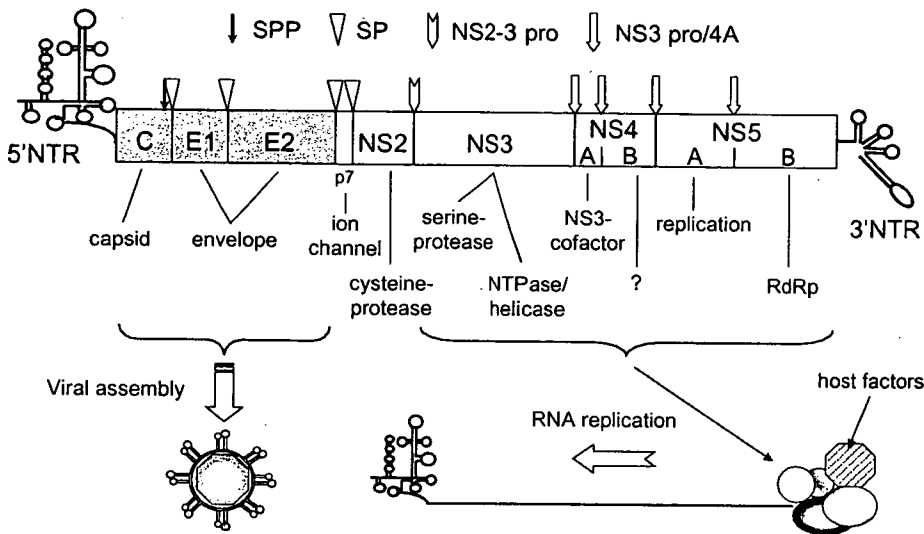 SPP SP NS2-3 pro NS3 pro/4A
5'NTR
C E1 E2 NS2 NS3 NS4 NS5
A B A B
p7
3'NTR
capsid
envelope
ion
channel
cysteine-
protease
serine-
protease
NTPase/
helicase
NS3-
cofactor
?
replication
RdRp
Viral assembly
RNA replication
host factors